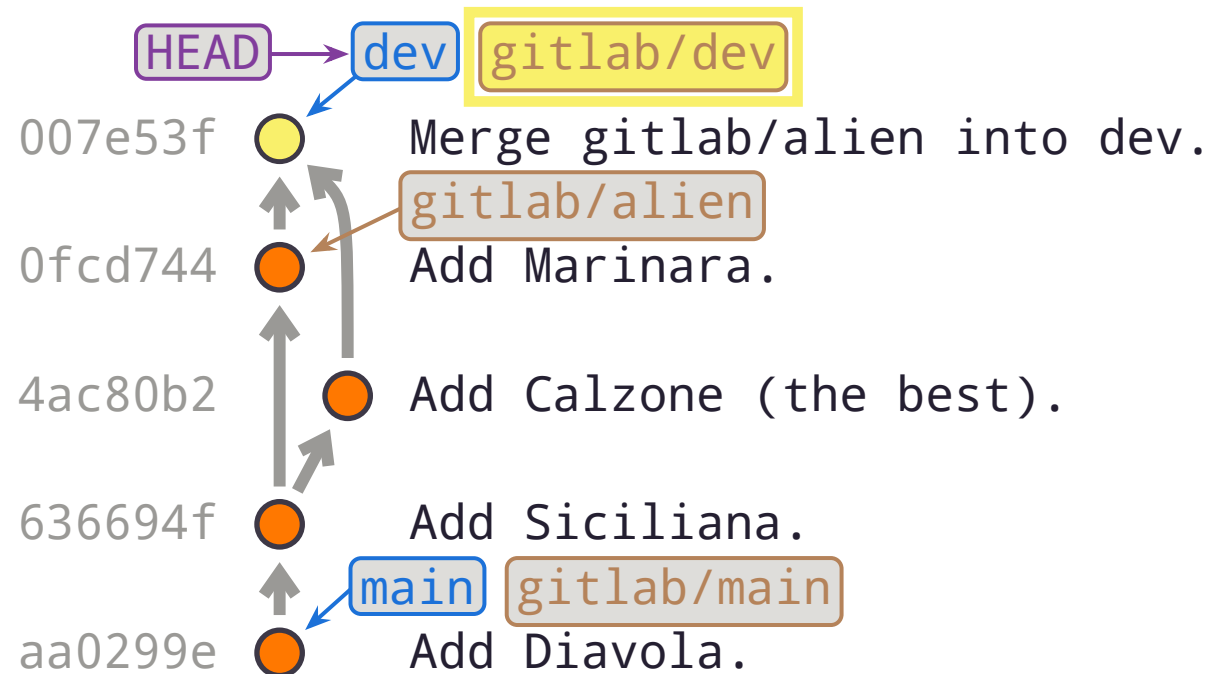 HEAD dev gitlab/dev
007e53f Merge gitlab/alien into dev.
gitlab/alien
0fcd744 Add Marinara.
4ac80b2 Add Calzone (the best).
636694f Add Siciliana.
main gitlab/main
aa0299e Add Diavola.